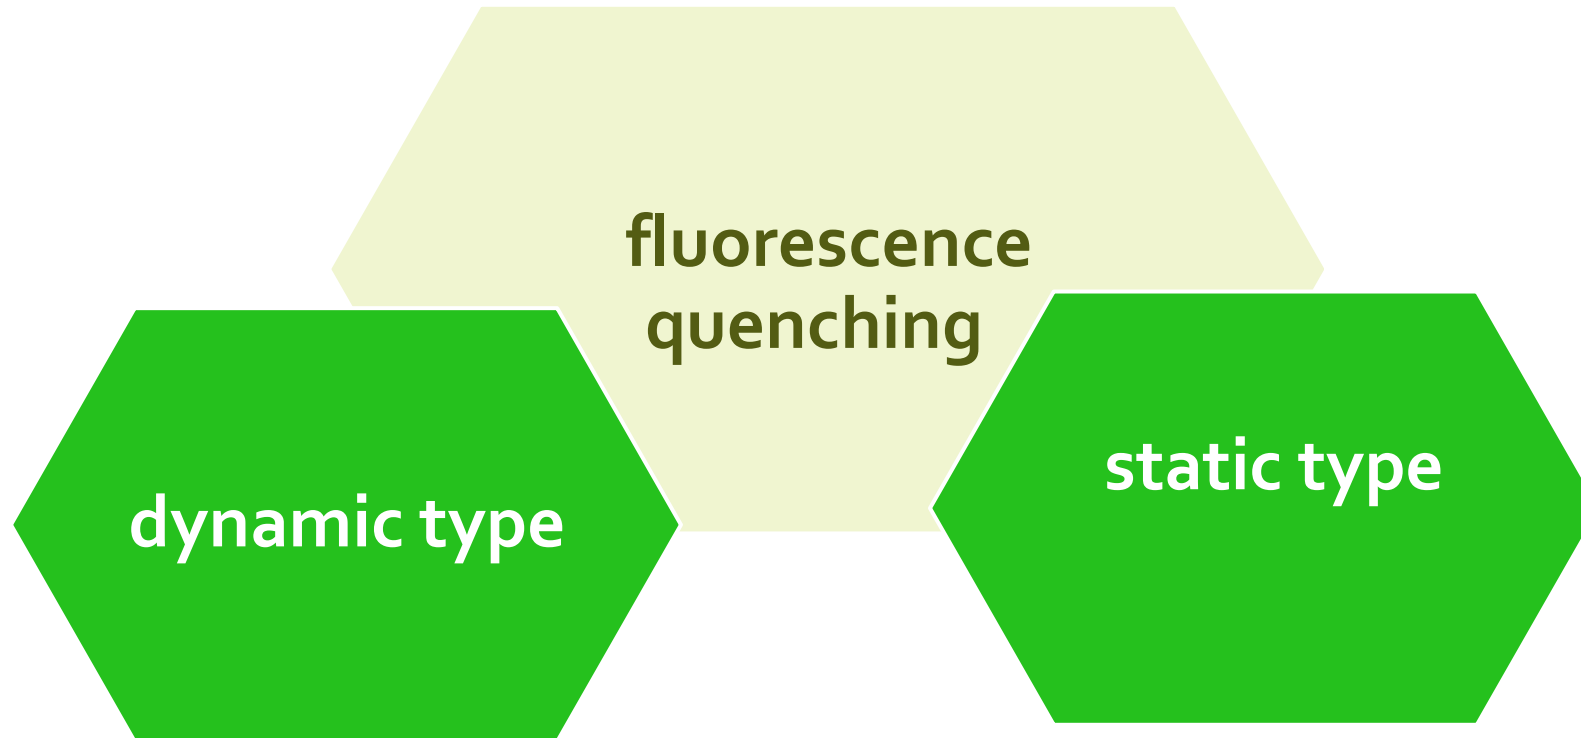 fluorescence
quenching
dynamic type
static type